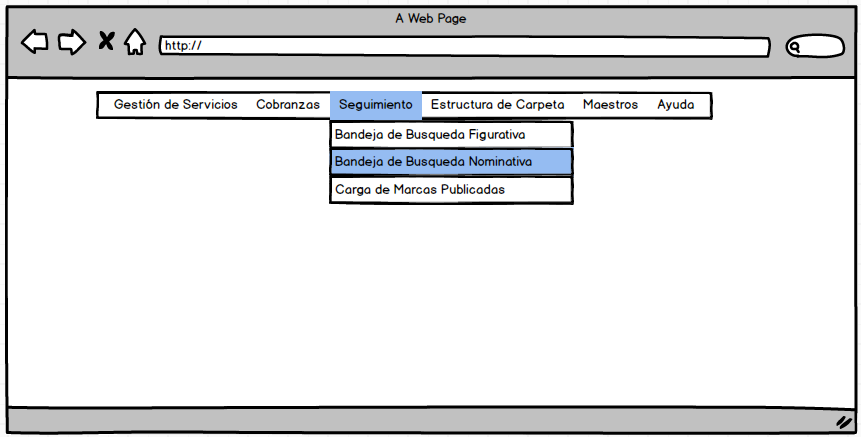 A Web Page
http://
Gestión de Servicios Cobranzas Seguimiento Estructura de Carpeta Maestros Ayuda
Bandeja de Busqueda Figurativa
Bandeja de Busqueda Nominativa
Carga de Marcas Publicadas